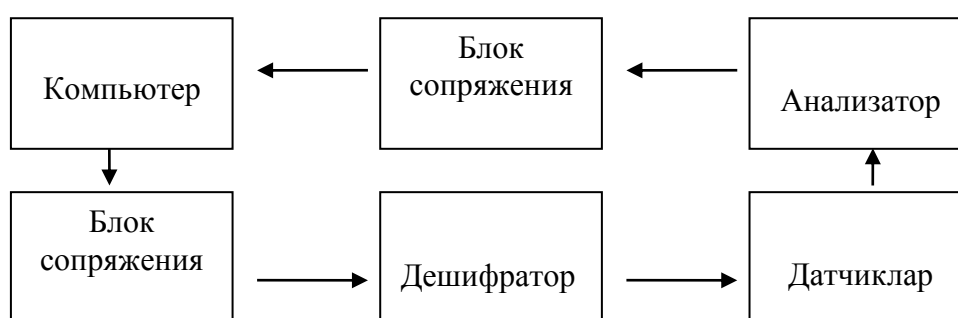 Компьютер
Блок
сопряжения
Анализатор
Блок
сопряжения
Дешифратор
Датчиклар